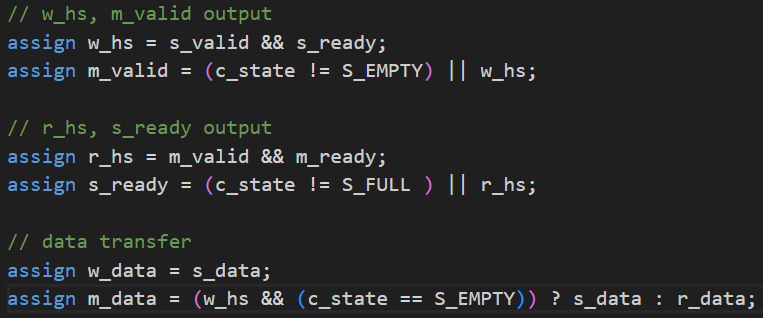 // w_hs, m_valid output
assign w_hs = s_valid && s_ready;
assign m_valid = (c_state != S_EMPTY) || w_hs;
// r_hs, s_ready output
assign r_hs = m_valid && m_ready;
assign s_ready = (c_state != S_FULL ) || r_hs;
// data transfer
assign w_data = s_data;
assign m_data = (w_hs && (c_state == S_EMPTY)) ? s_data : r_data;